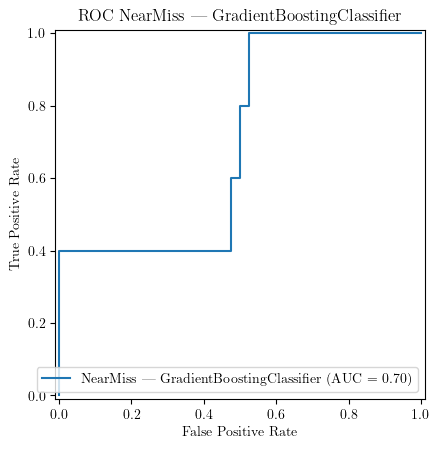 ROC NearMiss — GradientBoostingClassifier
1.0
0.8
0.6
0.4
0.2
0.0
True Positive Rate
NearMiss — GradientBoostingClassifier (AUC = 0.70)
0.0 0.2 0.4 0.6 0.8 1.0
False Positive Rate